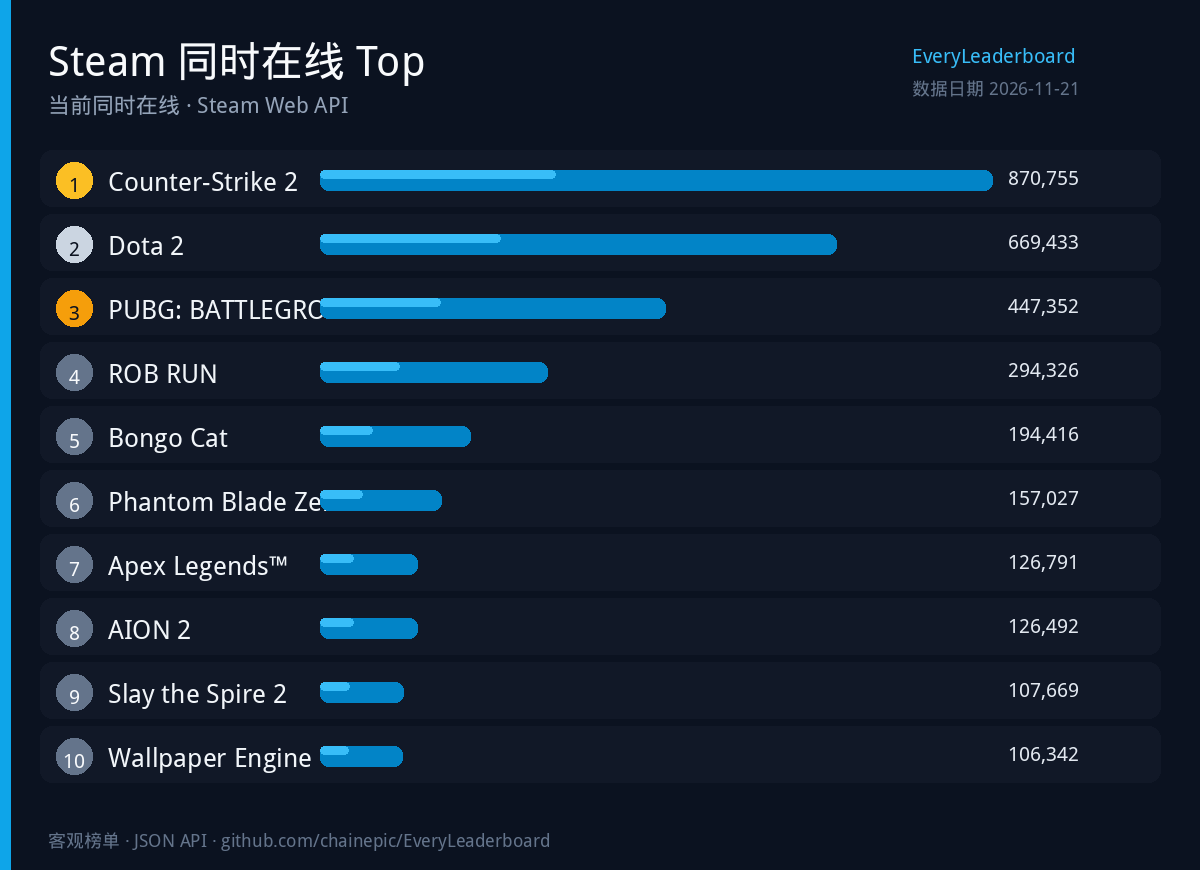 Steam 同时在线 Top
当前同时在线 · Steam Web API
EveryLeaderboard
数据日期 2026-11-21
1 Counter-Strike 2 870,755
2 Dota 2 669,433
3 PUBG: BATTLEGRO 447,352
4 ROB RUN 294,326
5 Bongo Cat 194,416
6 Phantom Blade Ze 157,027
7 Apex Legends™ 126,791
8 AION 2 126,492
9 Slay the Spire 2 107,669
10 Wallpaper Engine 106,342
客观榜单 · JSON API · github.com/chainepic/EveryLeaderboard